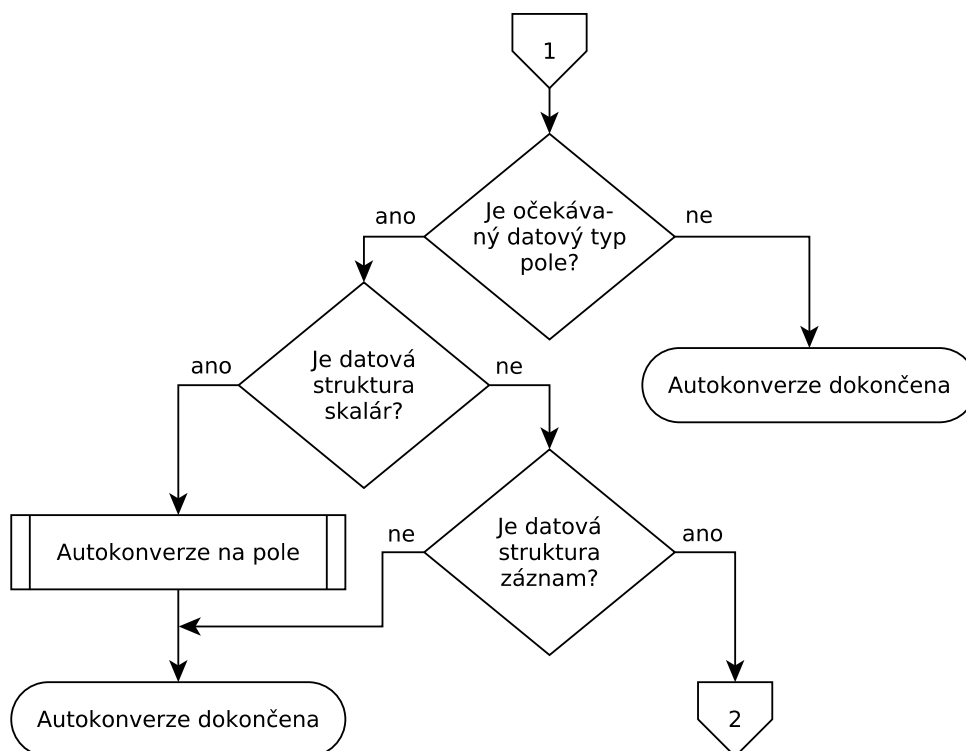 1
Je očekáva-
ný datový typ
pole?
ano
ne
Je datová
struktura
skalár?
ano
ne
Autokonverze dokončena
Je datová
struktura
záznam?
ne
ano
Autokonverze na pole
Autokonverze dokončena
2